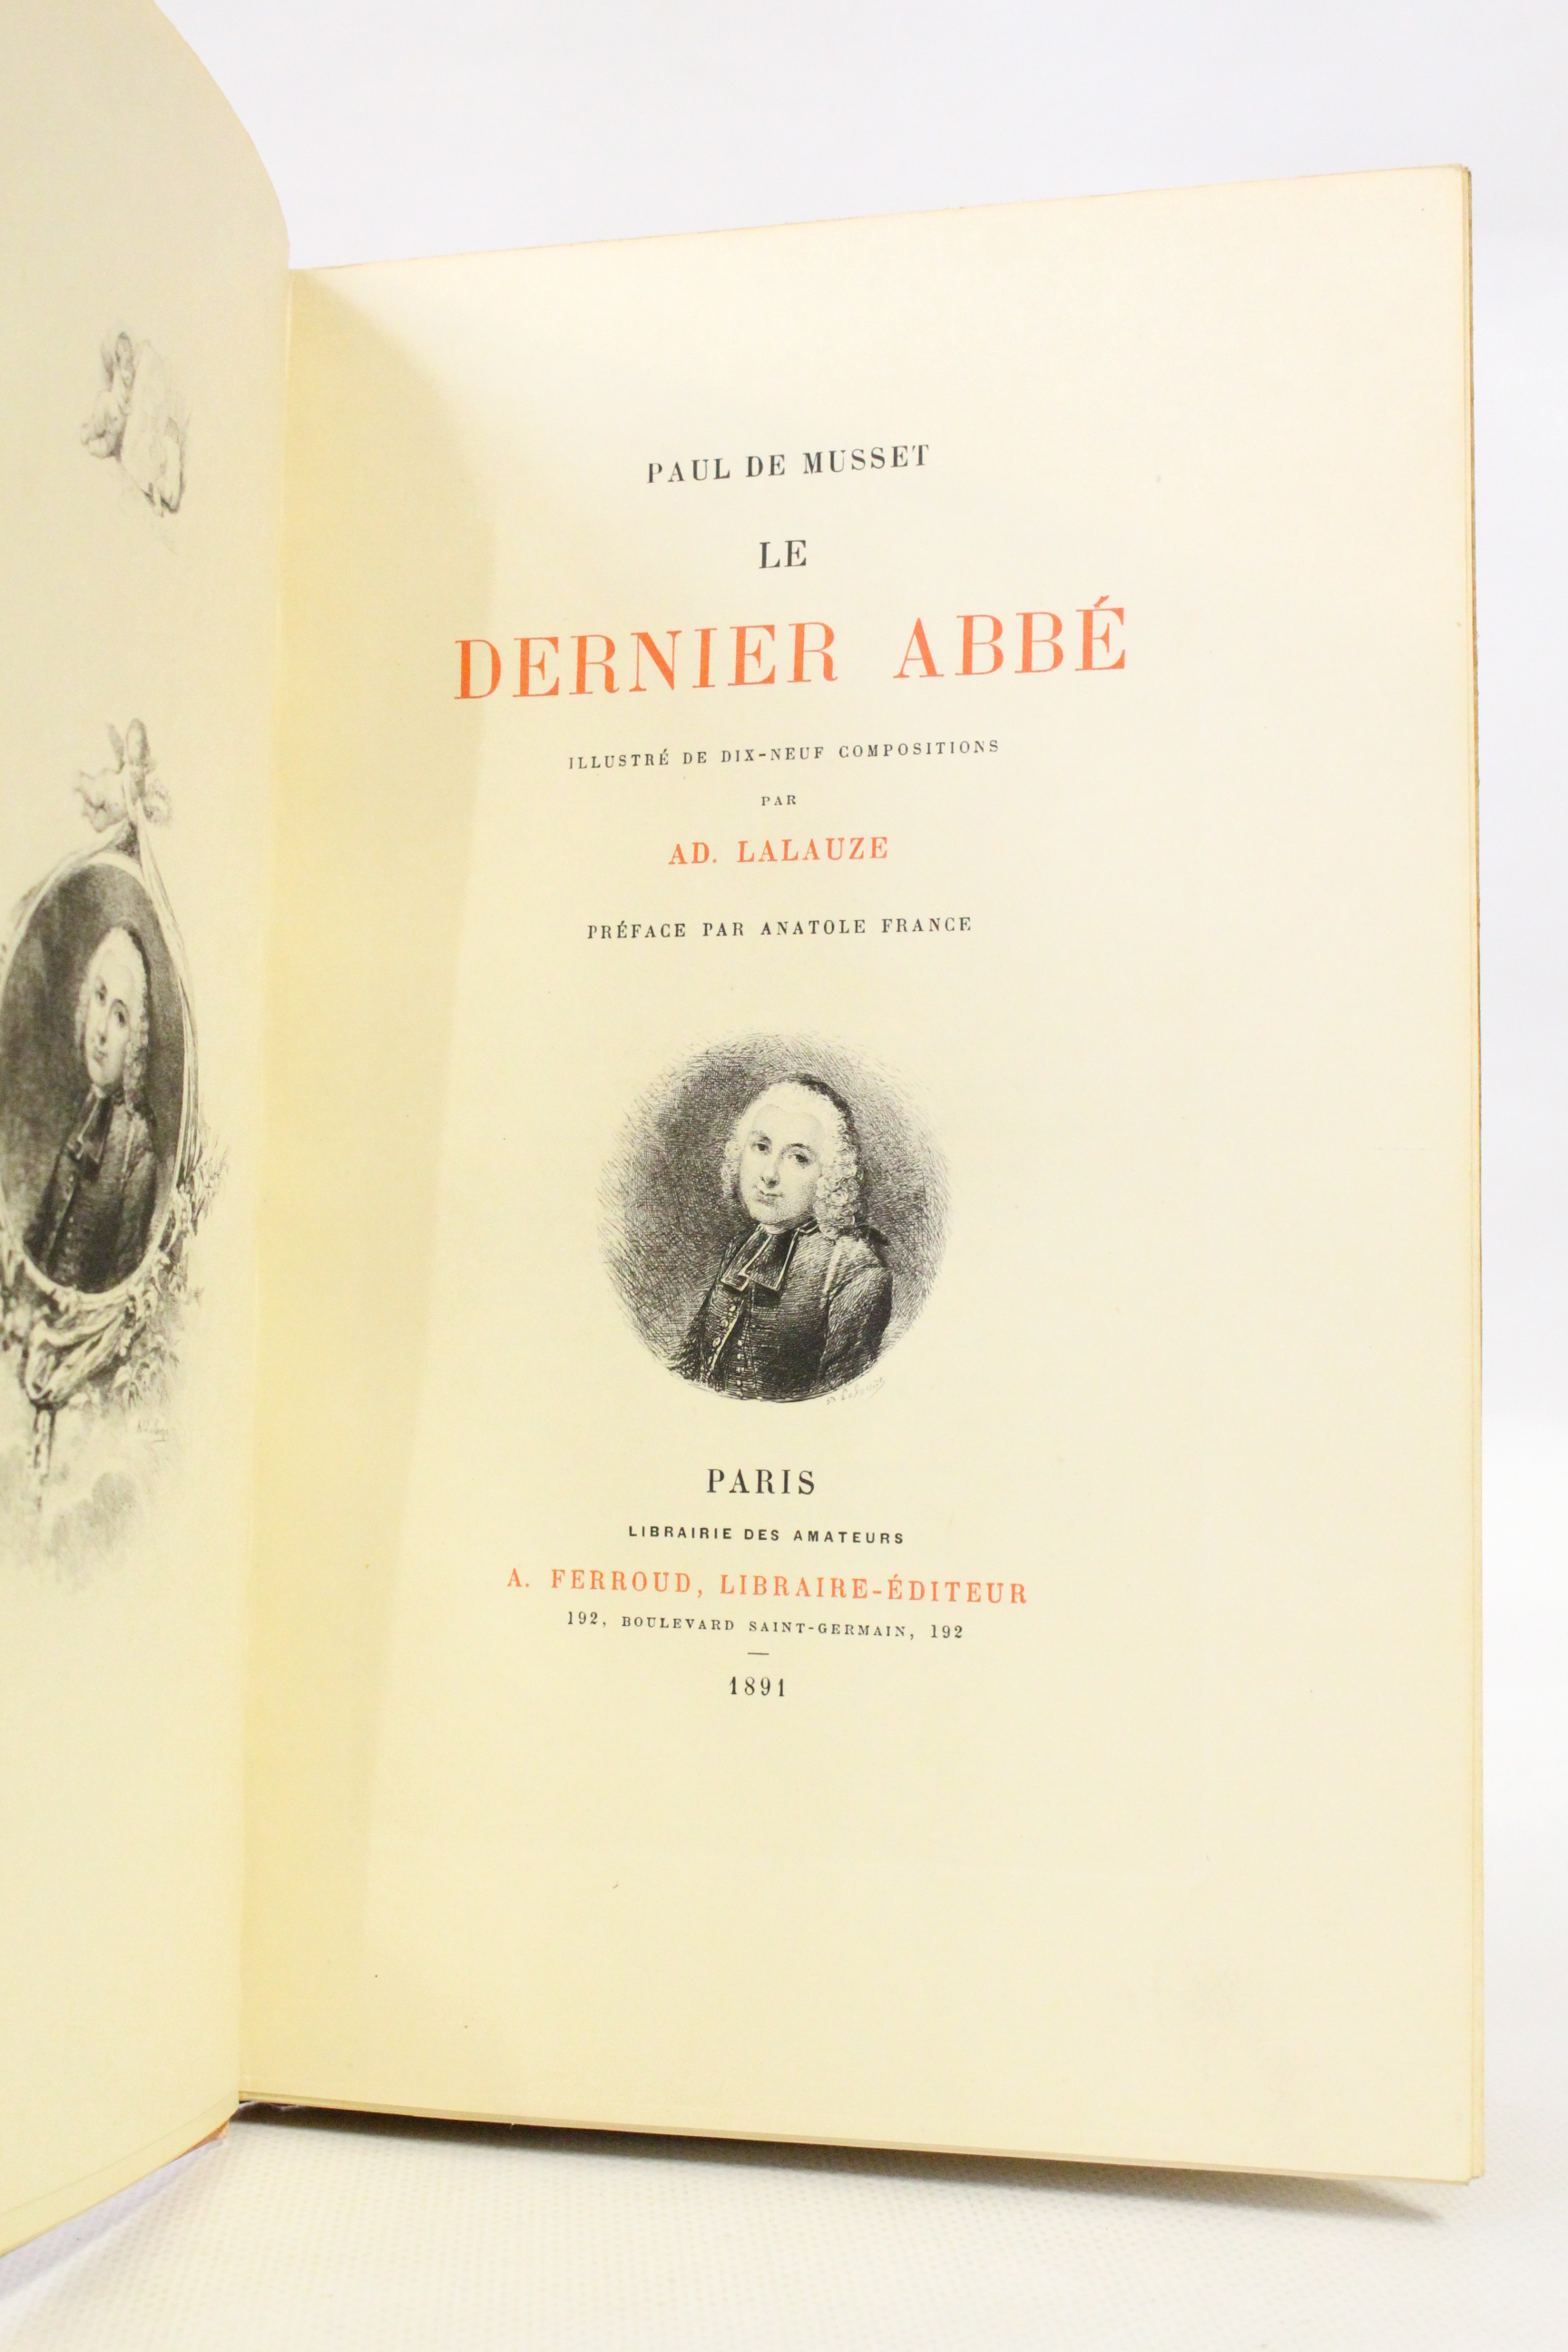 PAUL DE MUSSET
LE
DERNIER ABBÉ
ILLUSTRÉ DE DIX-NEUF COMPOSITIONS
PAR
AD. LALAUZE
PRÉFACE PAR ANATOLE FRANCE
PARIS
LIBRAIRIE DES AMATEURS
A. FERROUD, LIBRAIRE-ÉDITEUR
192, BOULEVARD SAINT-GERMAIN, 192
1891